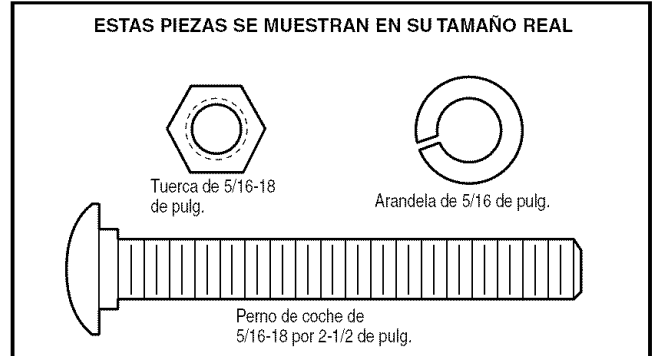 ESTAS PIEZAS SE MUESTRAN EN SU TAMAÑO REAL
Tuerca de 5/16-18
de pulg.
Arandela de 5/16 de pulg.
Perno de coche de
5/16-18 por 2-1/2 de pulg.